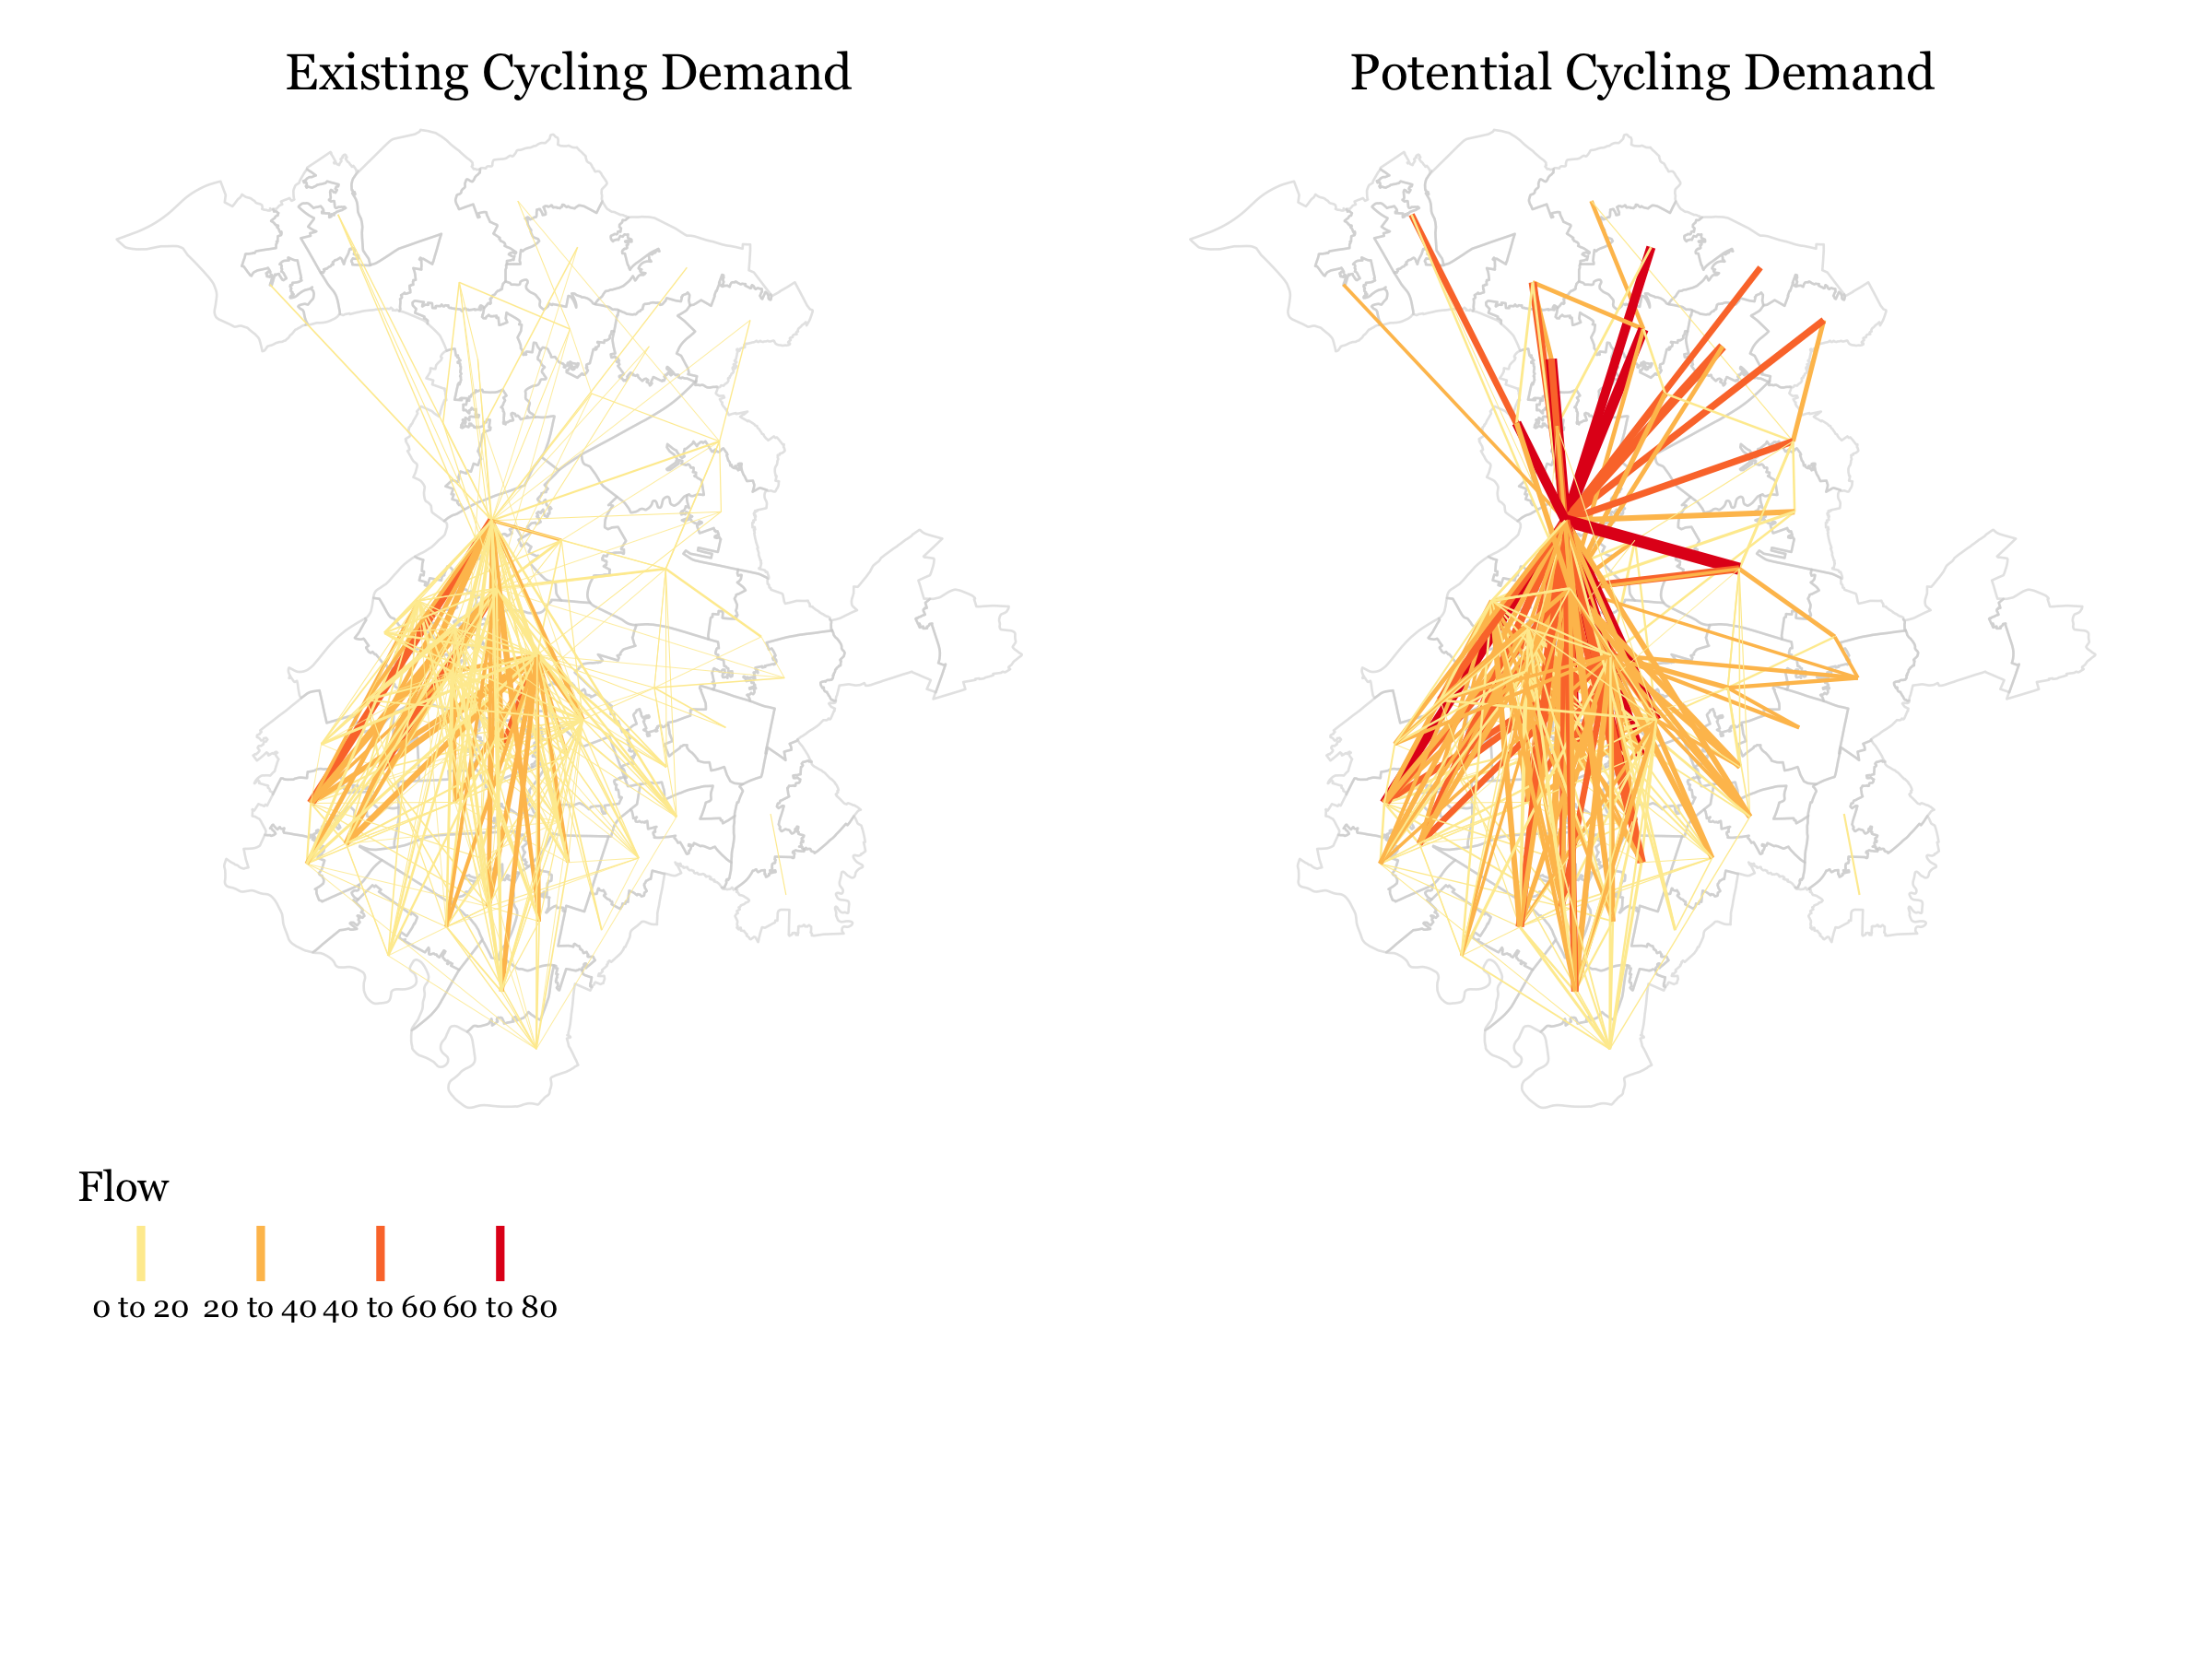 Existing Cycling Demand
Potential Cycling Demand
Flow
0 to 20 20 to 40 40 to 60 60 to 80